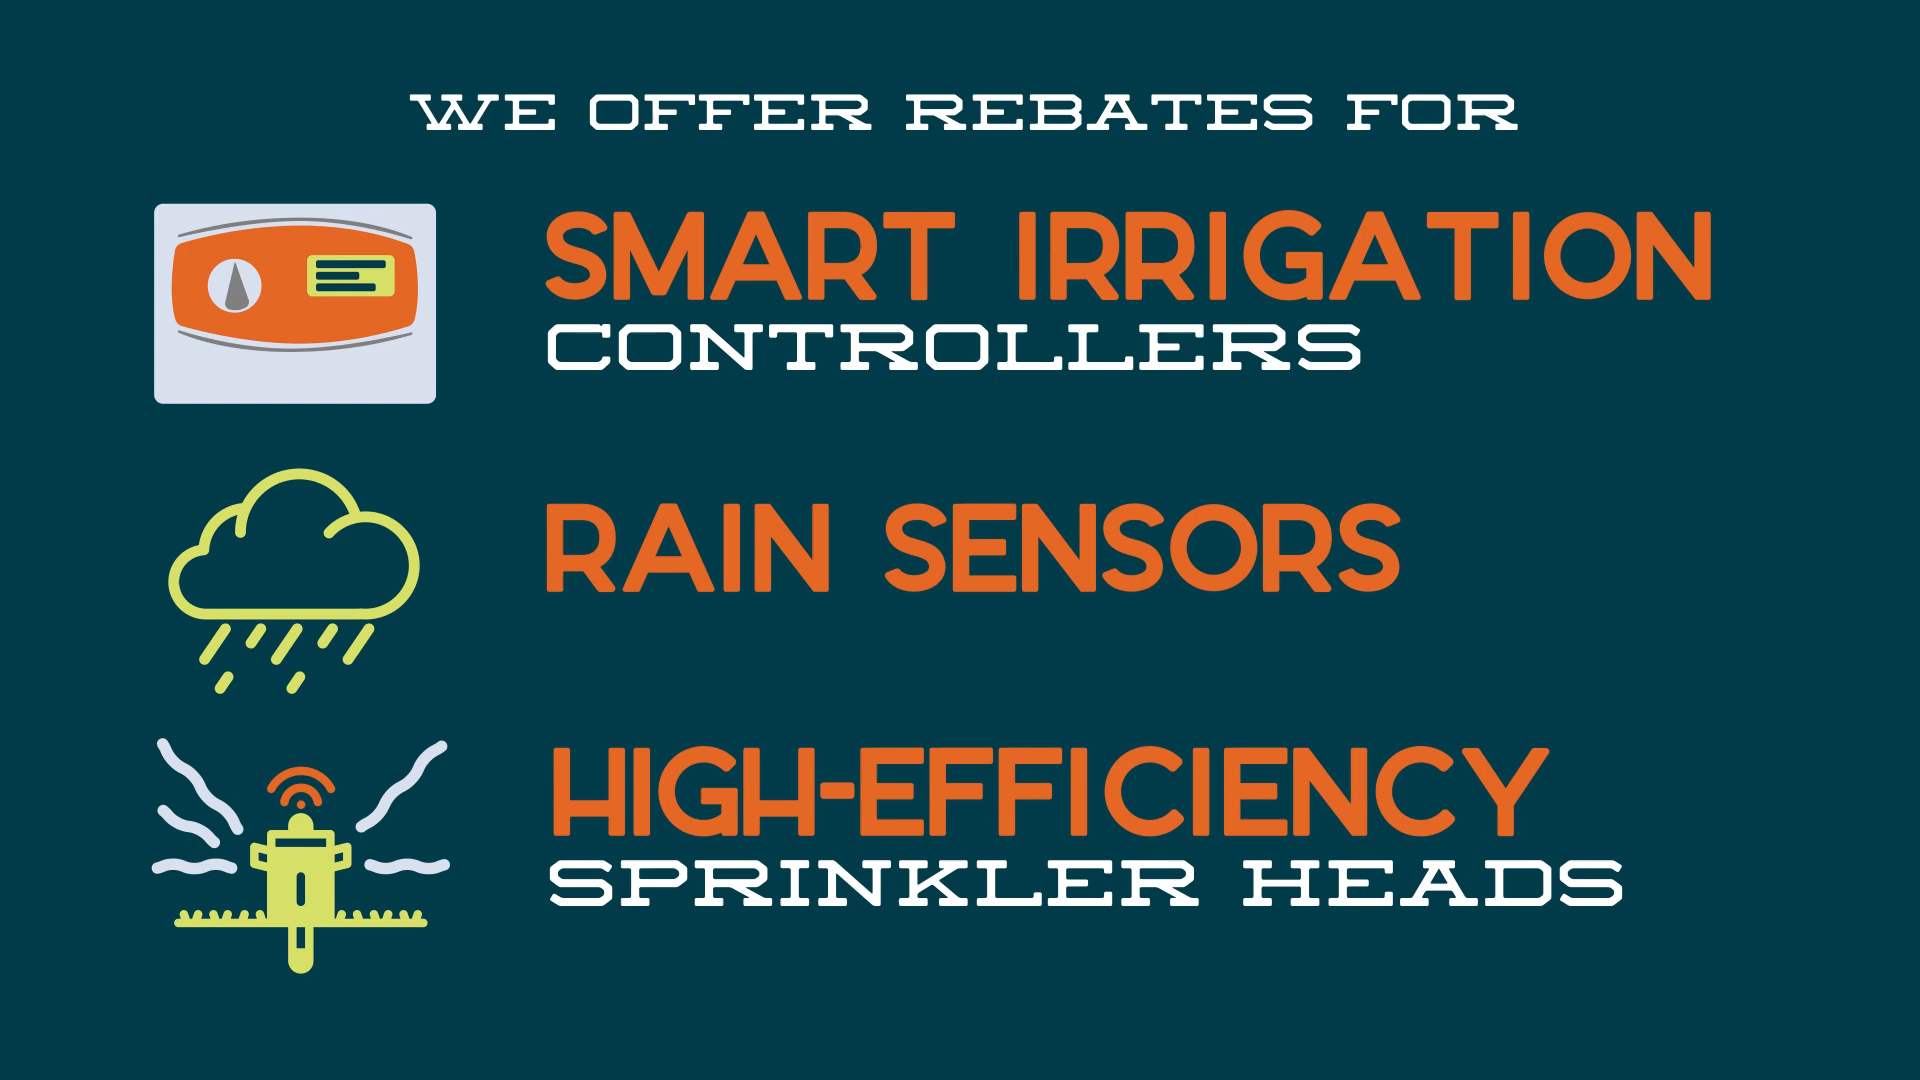 WE OFFER REBATES FOR
SMART IRRIGATION
CONTROLLERS
RAIN SENSORS
HIGH-EFFICIENCY
SPRINKLER HEADS